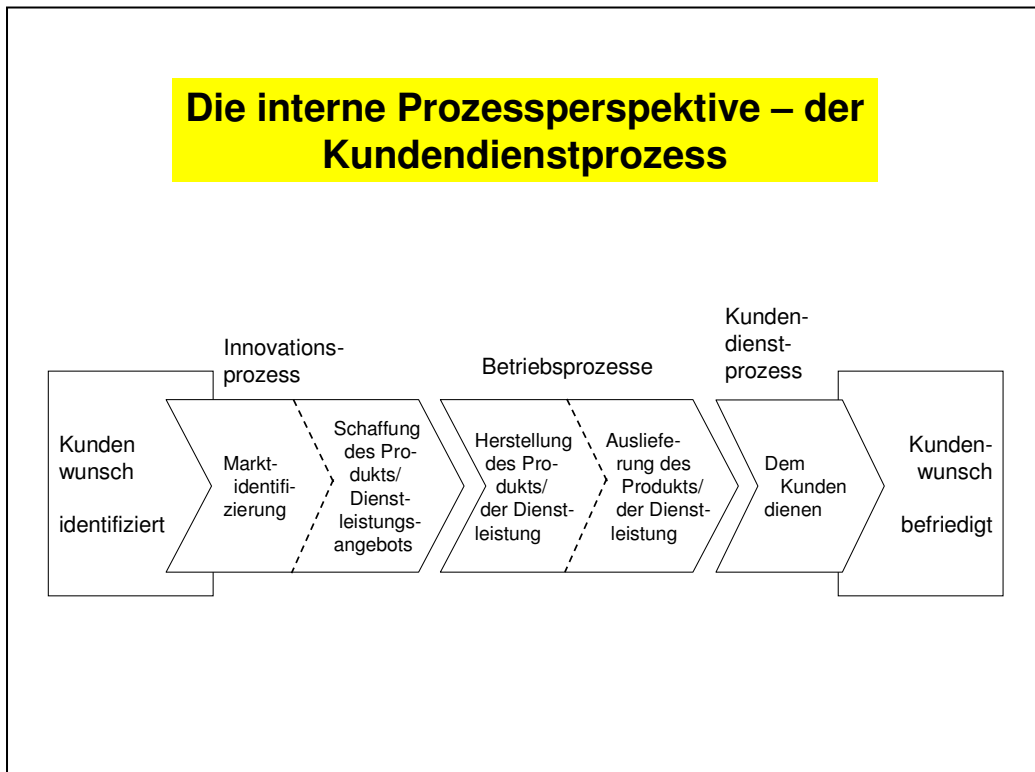 Die interne Prozessperspektive – der
Kundendienstprozess
Innovations-
prozess
Betriebsprozesse
Kunden-
dienst-
prozess
Kunden
wunsch
identifiziert
Markt-
identifi-
zierung
Schaffung
des Pro-
dukts/
Dienst-
leistungs-
angebots
Herstellung
des Pro-
dukts/
der Dienst-
leistung
Ausliefe-
rung des
Produkts/
der Dienst-
leistung
Dem
Kunden
dienen
Kunden-
wunsch
befriedigt